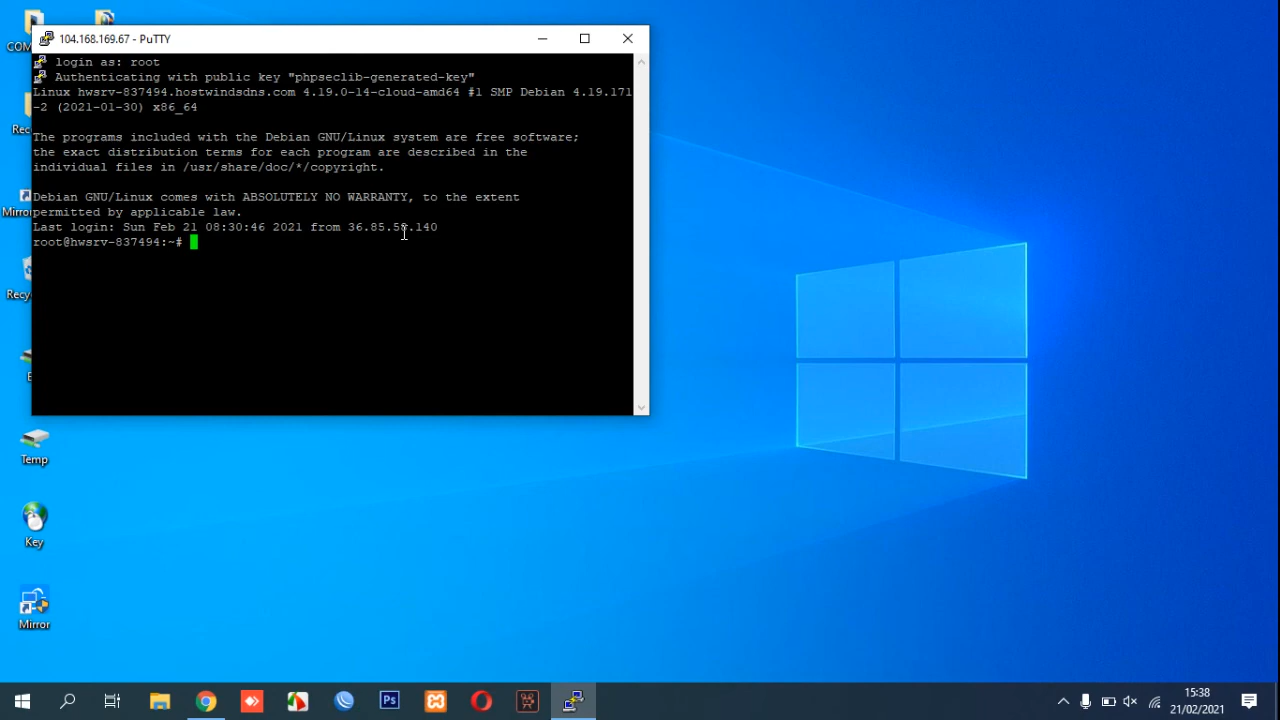 104.168.169.67 - PuTTY
login as: root
Authenticating with public key "phpseclib-generated-key"
Linux hwsrv-837494.hostwindsdns.com 4.19.0-14-cloud-amd64 #1 SMP Debian 4.19.171
-2 (2021-01-30) x86_64
The programs included with the Debian GNU/Linux system are free software;
the exact distribution terms for each program are described in the
individual files in /usr/share/doc/*/copyright.
Debian GNU/Linux comes with ABSOLUTELY NO WARRANTY, to the extent
permitted by applicable law.
Last login: Sun Feb 21 08:30:46 2021 from
root@hwsrv-837494:~#
Temp
Key
Mirror
Ps
15:38
21/02/2021